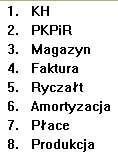 1. KH
2. PKPiR
3. Magazyn
4. Faktura
5. Ryczałt
6. Amortyzacja
7. Płace
8. Produkcja